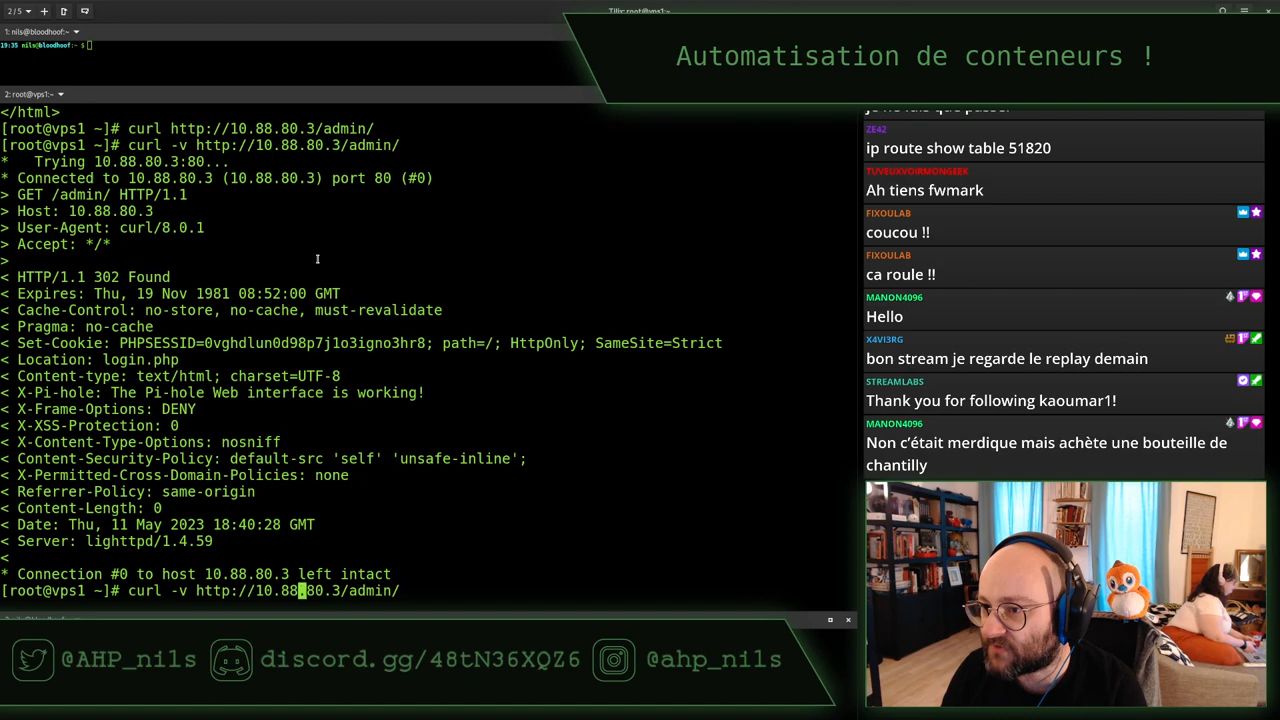 2/5
Tilix: root@vps1:~
1: nils@bloodhoof:~
19:35 nils@bloodhoof:~ $
Automatisation de conteneurs !
2: root@vps1:~
</html>
[root@vps1 ~]# curl http://10.88.80.3/admin/
[root@vps1 ~]# curl -v http://10.88.80.3/admin/
*   Trying 10.88.80.3:80...
* Connected to 10.88.80.3 (10.88.80.3) port 80 (#0)
> GET /admin/ HTTP/1.1
> Host: 10.88.80.3
> User-Agent: curl/8.0.1
> Accept: */*
>
< HTTP/1.1 302 Found
< Expires: Thu, 19 Nov 1981 08:52:00 GMT
< Cache-Control: no-store, no-cache, must-revalidate
< Pragma: no-cache
< Set-Cookie: PHPSESSID=0vghdlun0d98p7j1o3igno3hr8; path=/; HttpOnly; SameSite=Strict
< Location: login.php
< Content-type: text/html; charset=UTF-8
< X-Pi-hole: The Pi-hole Web interface is working!
< X-Frame-Options: DENY
< X-XSS-Protection: 0
< X-Content-Type-Options: nosniff
< Content-Security-Policy: default-src 'self' 'unsafe-inline';
< X-Permitted-Cross-Domain-Policies: none
< Referrer-Policy: same-origin
< Content-Length: 0
< Date: Thu, 11 May 2023 18:40:28 GMT
< Server: lighttpd/1.4.59
<
* Connection #0 to host 10.88.80.3 left intact
[root@vps1 ~]# curl -v http://10.88.80.3/admin/
ZE42
ip route show table 51820
TUVEUXVOIRMONGEEK
Ah tiens fwmark
FIXOULAB
coucou !!
FIXOULAB
ca roule !!
MANON4096
Hello
X4VI3RG
bon stream je regarde le replay demain
STREAMLABS
Thank you for following kaoumar1!
MANON4096
Non c’était merdique mais achète une bouteille de
chantilly
@AHP_nils
discord.gg/48tN36XQZ6
@ahp_nils